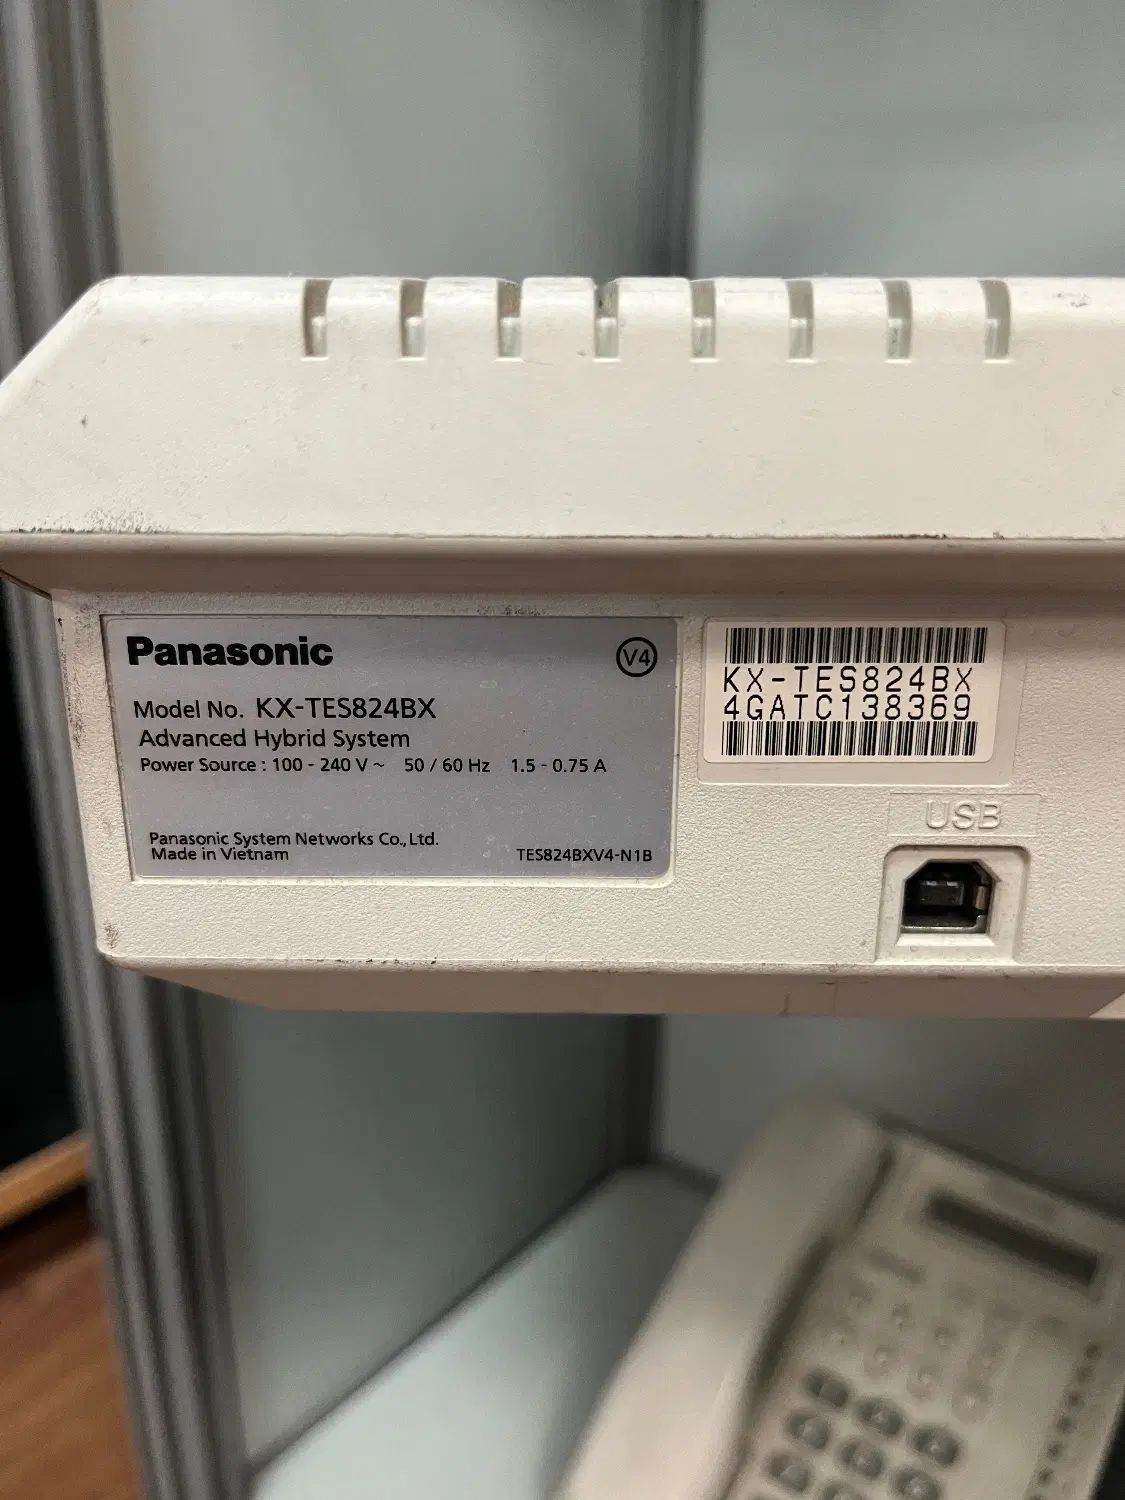 Panasonic
V4
Model No. KX-TES824BX
Advanced Hybrid System
Power Source : 100 - 240 V ~ 50 / 60 Hz 1.5 - 0.75 A
Panasonic System Networks Co.,Ltd.
Made in Vietnam
TES824BXV4-N1B
KX-TES824BX
4GATC138369
USB